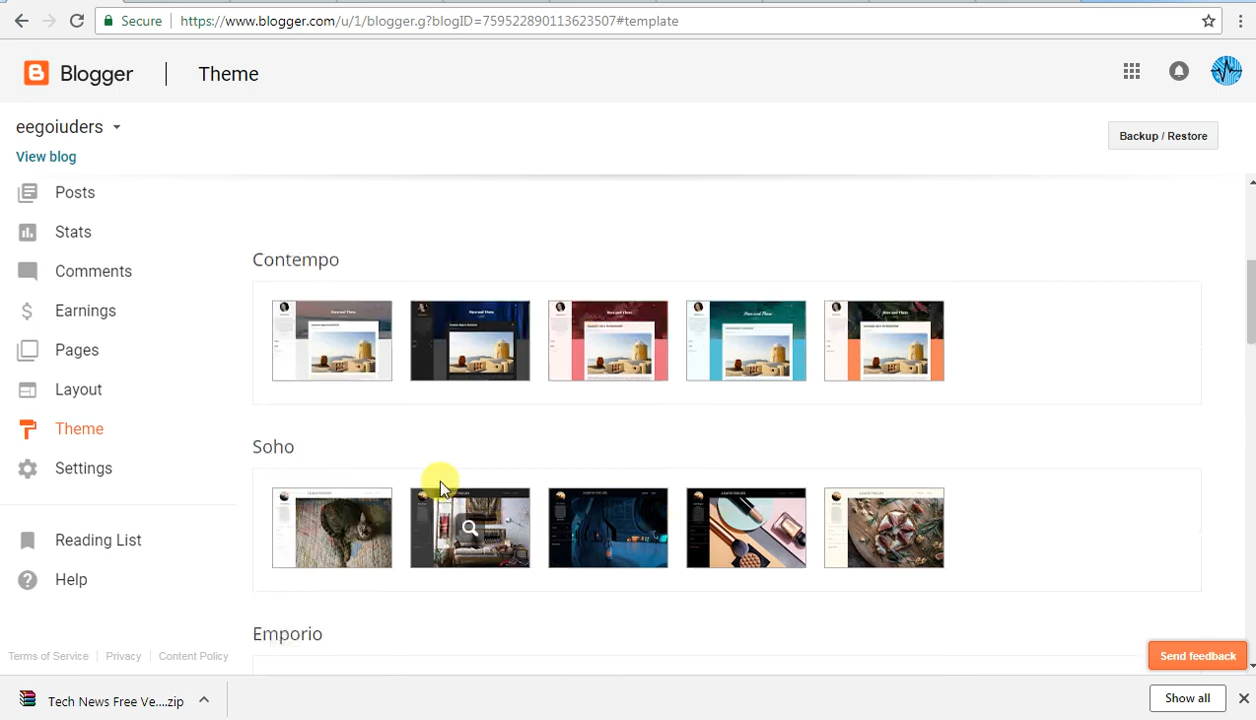 Secure
https://www.blogger.com/u/1/blogger.g?blogID=759522890113623507#template
Blogger
Theme
eegoiuders
Backup / Restore
View blog
Posts
Stats
Comments
Earnings
Pages
Layout
Theme
Settings
Reading List
Help
Terms of Service
Privacy
Content Policy
Contempo
Soho
Emporio
Send feedback
Tech News Free Ve....zip
Show all